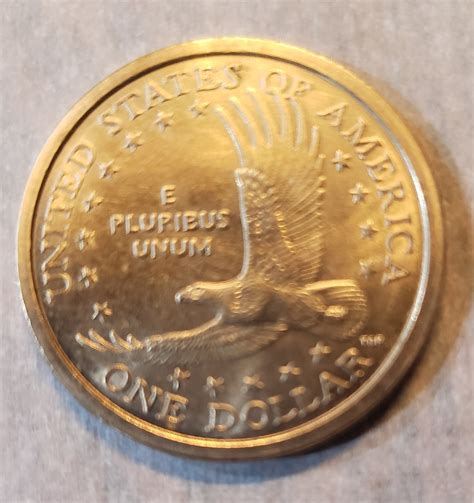 UNITED STATES OF AMERICA
E
PLURIBUS
UNUM
ONE DOLLAR